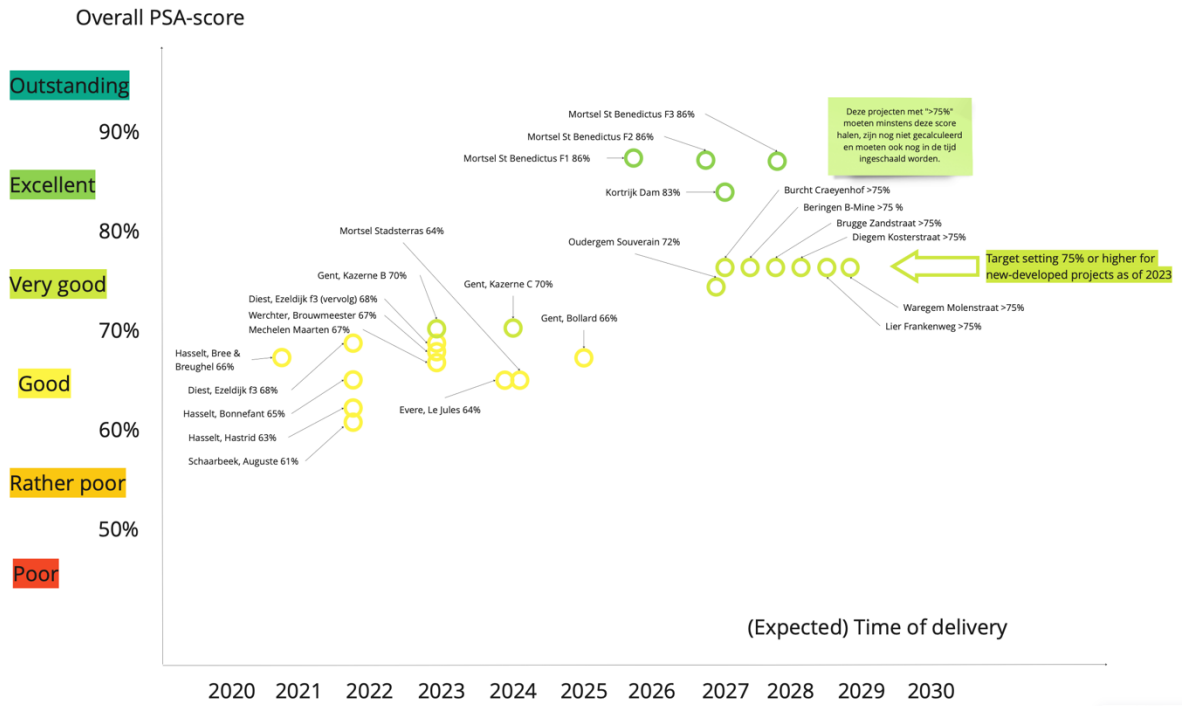 Overall PSA-score
Outstanding
90%
Excellent
80%
Very good
70%
Good
60%
Rather poor
50%
Poor
Mortsel St Benedictus F3 86%
Mortsel St Benedictus F2 86%
Mortsel St Benedictus F1 86%
Kortrijk Dam 83%
Deze projecten met ">75%"
moeten minstens deze score
halen, zijn nog niet gecalculeerd
en moeten ook nog in de tijd
ingeschaald worden.
Burcht Craeyenhof >75%
Beringen B-Mine >75 %
Brugge Zandstraat >75%
Diegem Kosterstraat >75%
Mortsel Stadsterras 64%
Oudergem Souverain 72%
Target setting 75% or higher for
new-developed projects as of 2023
Gent, Kazerne B 70%
Gent, Kazerne C 70%
Diest, Ezeldijk f3 (vervolg) 68%
Werchter, Brouwmeester 67%
Mechelen Maarten 67%
Gent, Bollard 66%
Waregem Molenstraat >75%
Lier Frankenweg >75%
Hasselt, Bree &
Breughel 66%
Diest, Ezeldijk f3 68%
Hasselt, Bonnefant 65%
Evere, Le Jules 64%
Hasselt, Hastrid 63%
Schaarbeek, Auguste 61%
(Expected) Time of delivery
2020 2021 2022 2023 2024 2025 2026 2027 2028 2029 2030